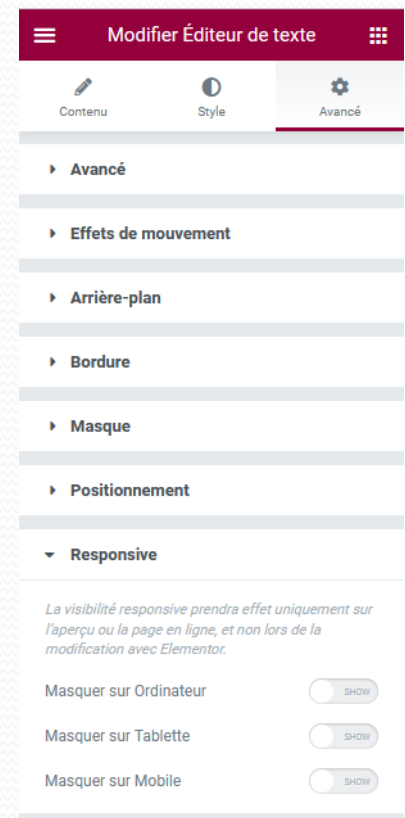 Modifier Éditeur de texte
Contenu
Style
Avancé
Avancé
Effets de mouvement
Arrière-plan
Bordure
Masque
Positionnement
Responsive
La visibilité responsive prendra effet uniquement sur
l'aperçu ou la page en ligne, et non lors de la
modification avec Elementor.
Masquer sur Ordinateur SHOW
Masquer sur Tablette SHOW
Masquer sur Mobile SHOW